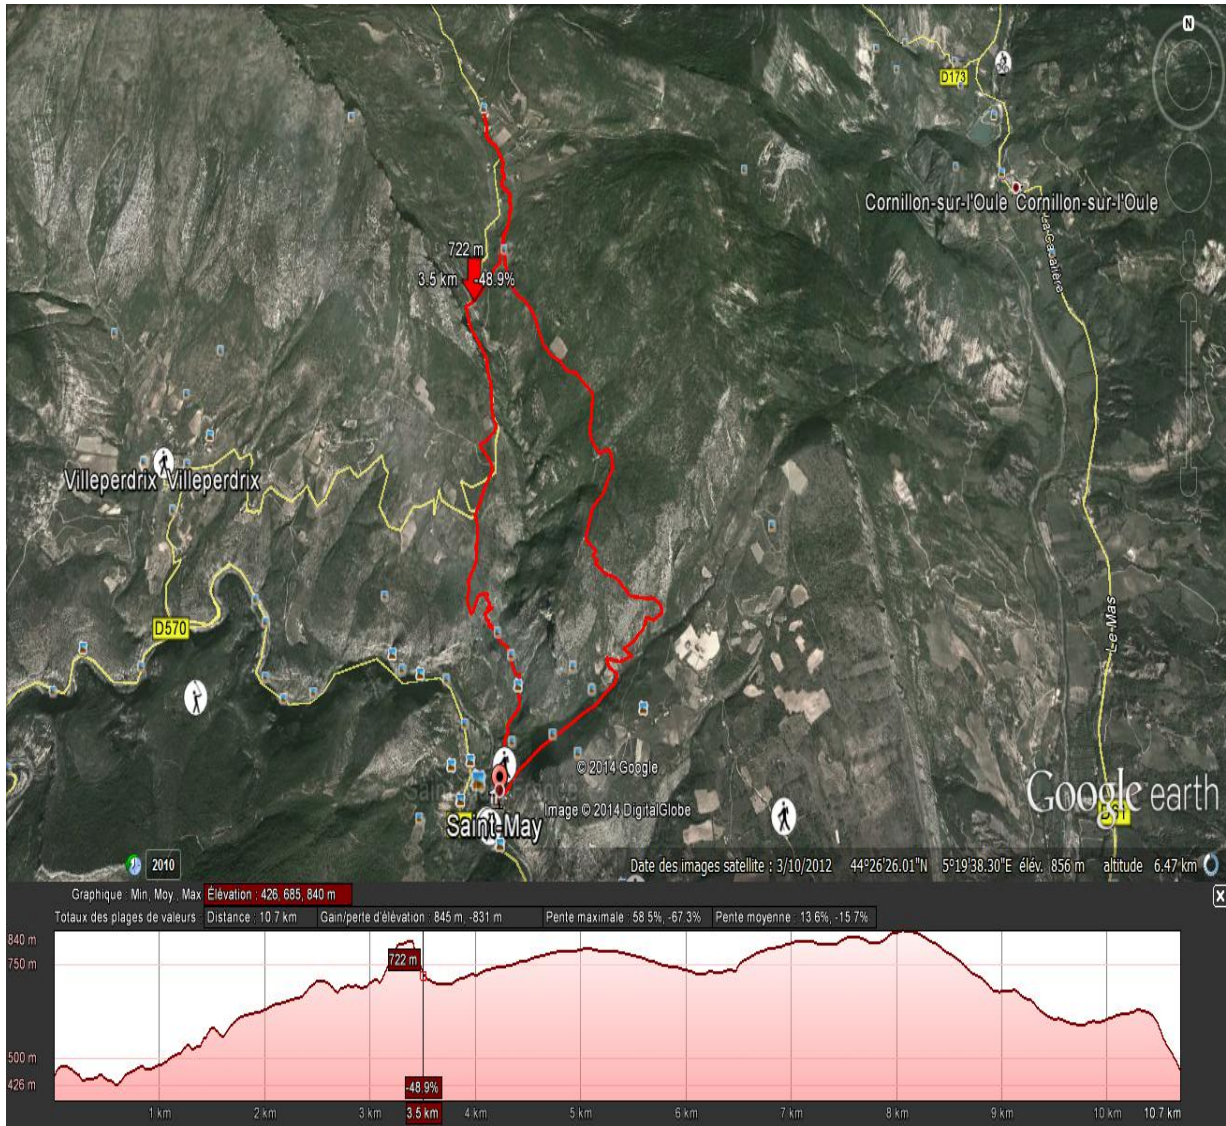 N
D173
Cornillon-sur-l'Oule Cornillon-sur-l'Oule
La Cavalière
722 m
3.5 km -48.9%
Villeperdrix Villeperdrix
D570
Le-Mas
© 2014 Google
Image © 2014 DigitalGlobe
Saint-May
Google earth
D61
2010
Date des images satellite : 3/10/2012 44°26'26.01"N 5°19'38.30"E élév. 856 m altitude 6.47 km
Graphique : Min, Moy, Max Élévation : 426, 685, 840 m
Totaux des plages de valeurs : Distance : 10.7 km Gain/perte d'élévation : 845 m, -831 m Pente maximale : 58.5%, -67.3% Pente moyenne : 13.6%, -15.7%
840 m
750 m
722 m
500 m
426 m
-48.9%
1 km 2 km 3 km 3.5 km 4 km 5 km 6 km 7 km 8 km 9 km 10 km 10.7 km